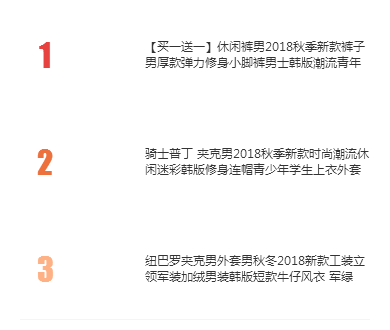 1
【买一送一】休闲裤男2018秋季新款裤子
男厚款弹力修身小脚裤男士韩版潮流青年
2
骑士普丁 夹克男2018秋季新款时尚潮流休
闲迷彩韩版修身连帽青少年学生上衣外套
3
纽巴罗夹克男外套男秋冬2018新款工装立
领军装加绒男装韩版短款牛仔风衣 军绿